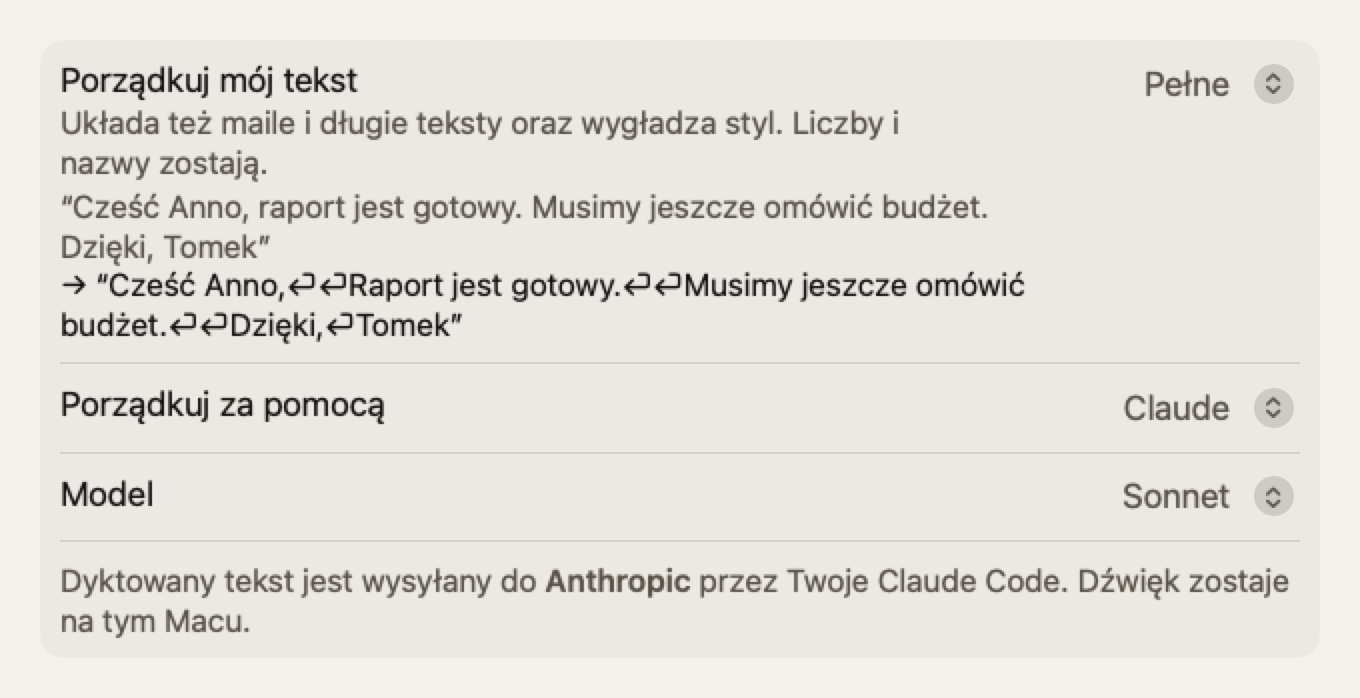 Porządkuj mój tekst
Pełne
Układa też maile i długie teksty oraz wygładza styl. Liczby i
nazwy zostają.
"Cześć Anno, raport jest gotowy. Musimy jeszcze omówić budżet.
Dzięki, Tomek"
→ "Cześć Anno,⏎⏎Raport jest gotowy.⏎⏎Musimy jeszcze omówić
budżet.⏎⏎Dzięki,⏎Tomek"
Porządkuj za pomocą
Claude
Model
Sonnet
Dyktowany tekst jest wysyłany do Anthropic przez Twoje Claude Code. Dźwięk zostaje
na tym Macu.